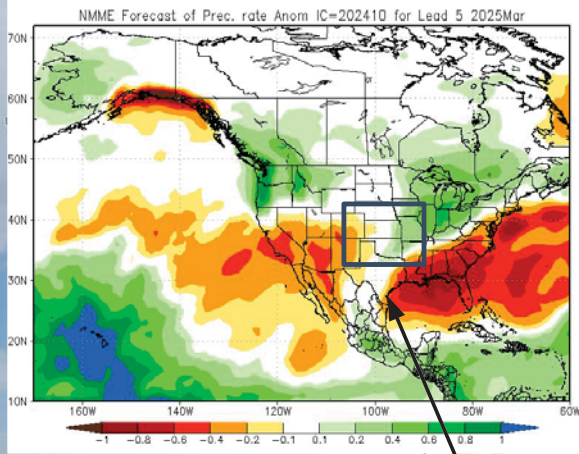 NMME Forecast of Prec. rate Anom IC=202410 for Lead 5 2025Mar
70N
60N
50N
40N
30N
20N
10N
160W 140W 120W 100W 80W 60W
-1 -0.8 -0.6 -0.4 -0.2 -0.1 0.1 0.2 0.4 0.6 0.8 1